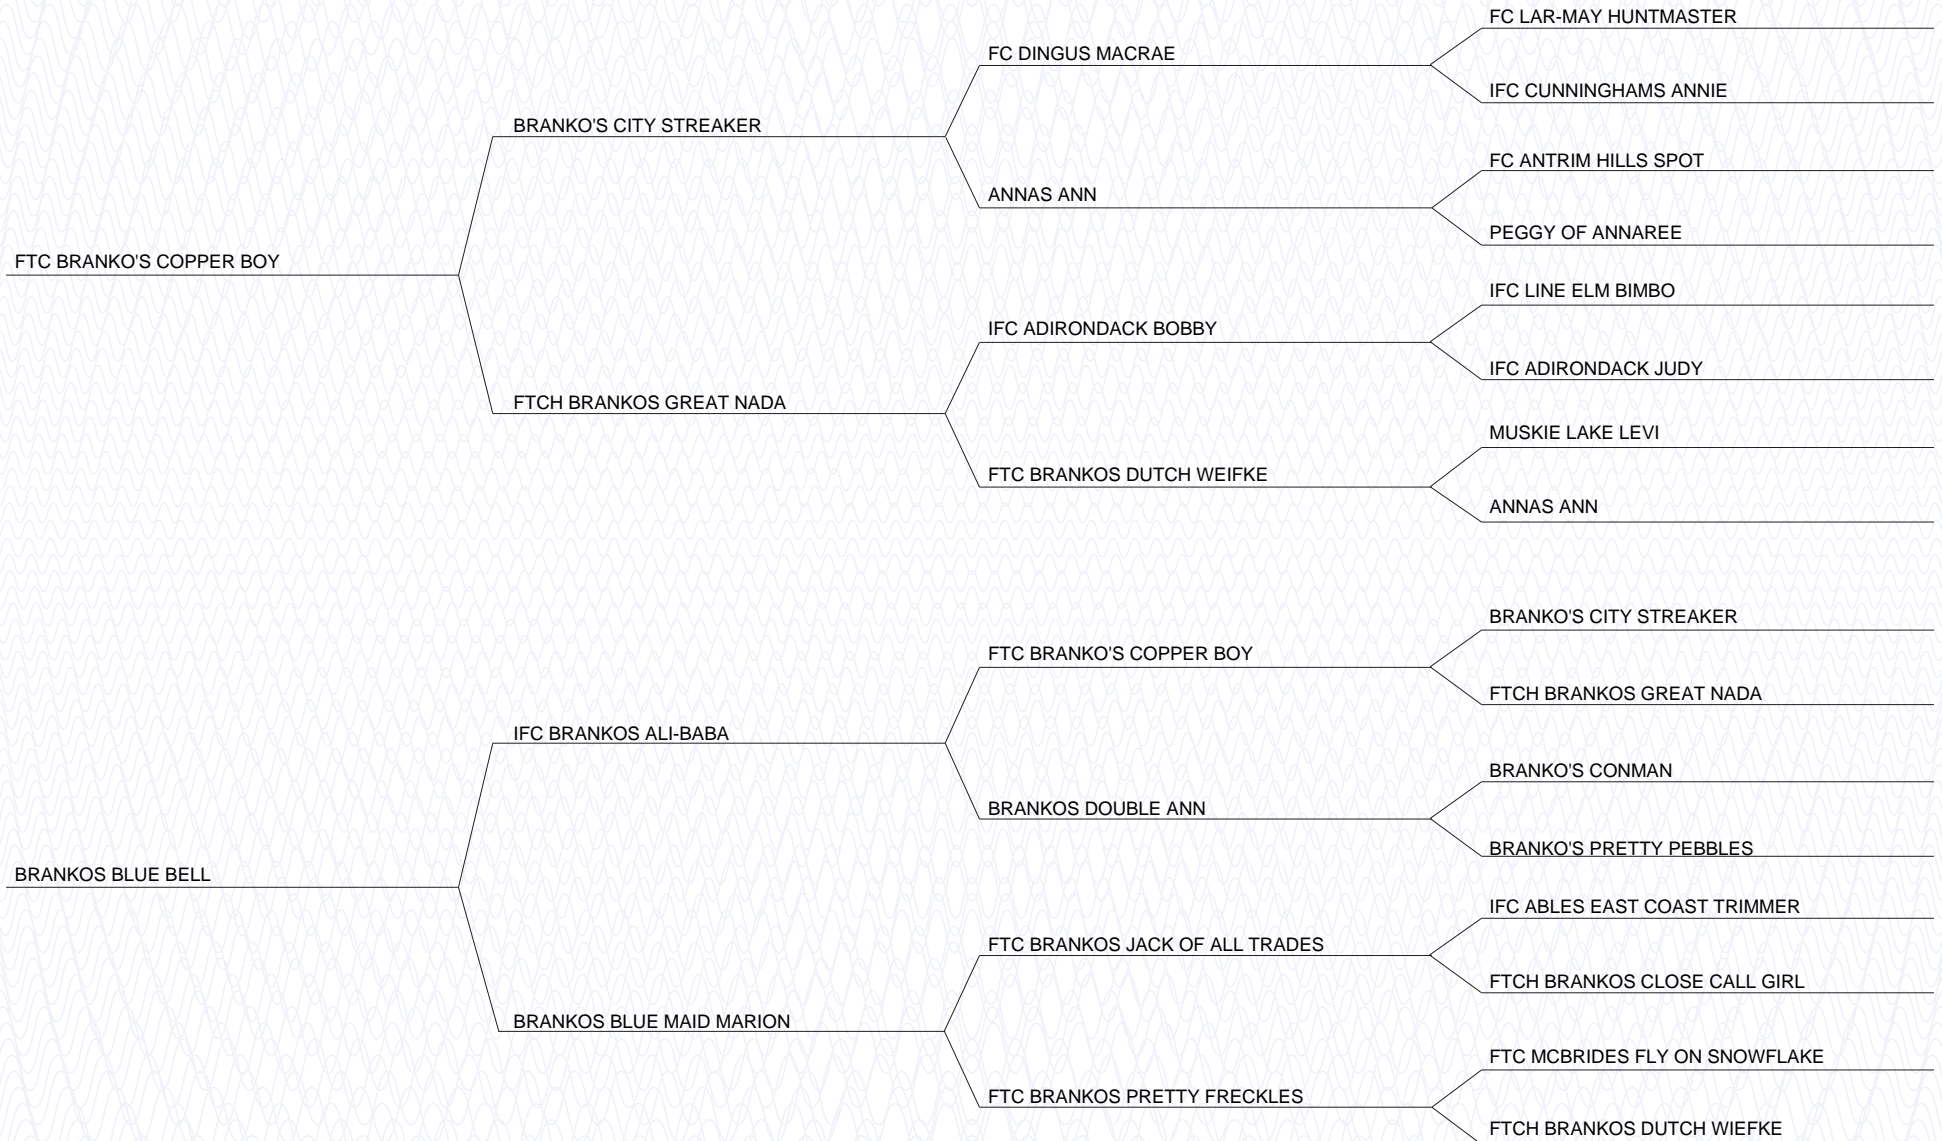 FC LAR-MAY HUNTMASTER
FC DINGUS MACRAE
IFC CUNNINGHAMS ANNIE
BRANKO'S CITY STREAKER
FC ANTRIM HILLS SPOT
ANNAS ANN
PEGGY OF ANNAREE
FTC BRANKO'S COPPER BOY
IFC LINE ELM BIMBO
IFC ADIRONDACK BOBBY
IFC ADIRONDACK JUDY
FTCH BRANKOS GREAT NADA
MUSKIE LAKE LEVI
FTC BRANKOS DUTCH WEIFKE
ANNAS ANN
BRANKO'S CITY STREAKER
FTC BRANKO'S COPPER BOY
FTCH BRANKOS GREAT NADA
IFC BRANKOS ALI-BABA
BRANKO'S CONMAN
BRANKOS DOUBLE ANN
BRANKO'S PRETTY PEBBLES
BRANKOS BLUE BELL
IFC ABLES EAST COAST TRIMMER
FTC BRANKOS JACK OF ALL TRADES
FTCH BRANKOS CLOSE CALL GIRL
BRANKOS BLUE MAID MARION
FTC MCBRIDES FLY ON SNOWFLAKE
FTC BRANKOS PRETTY FRECKLES
FTCH BRANKOS DUTCH WIEFKE